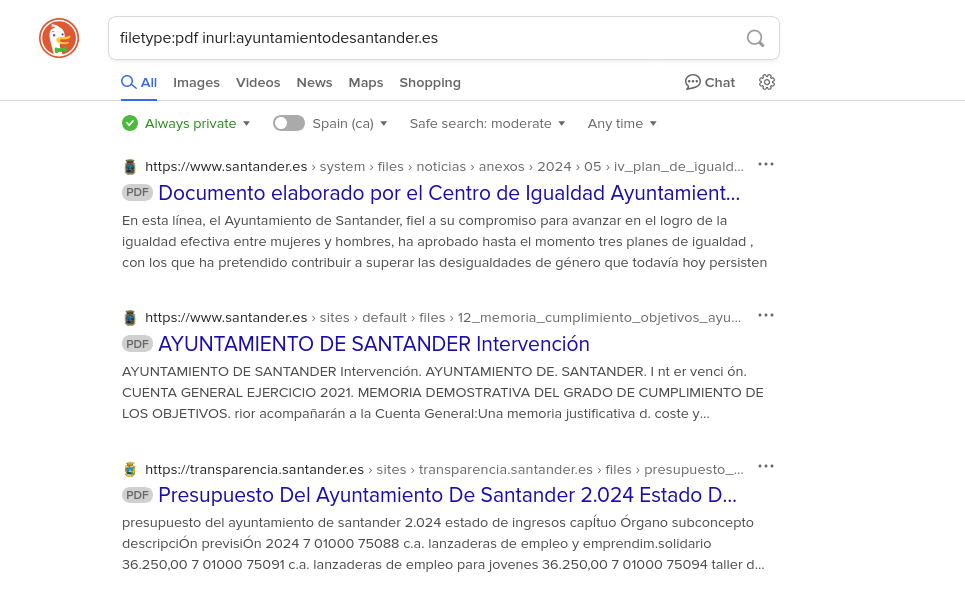 filetype:pdf inurl:ayuntamientodesantander.es
All Images Videos News Maps Shopping Chat
Always private Spain (ca) Safe search: moderate Any time
https://www.santander.es › system › files › noticias › anexos › 2024 › 05 › iv_plan_de_iguald...
PDF Documento elaborado por el Centro de Igualdad Ayuntamient...
En esta línea, el Ayuntamiento de Santander, fiel a su compromiso para avanzar en el logro de la
igualdad efectiva entre mujeres y hombres, ha aprobado hasta el momento tres planes de igualdad ,
con los que ha pretendido contribuir a superar las desigualdades de género que todavía hoy persisten
https://www.santander.es › sites › default › files › 12_memoria_cumplimiento_objetivos_ayu...
PDF AYUNTAMIENTO DE SANTANDER Intervención
AYUNTAMIENTO DE SANTANDER Intervención. AYUNTAMIENTO DE. SANTANDER. I nt er venci ón.
CUENTA GENERAL EJERCICIO 2021. MEMORIA DEMOSTRATIVA DEL GRADO DE CUMPLIMIENTO DE
LOS OBJETIVOS. rior acompañarán a la Cuenta General:Una memoria justificativa d. coste y...
https://transparencia.santander.es › sites › transparencia.santander.es › files › presupuesto_...
PDF Presupuesto Del Ayuntamiento De Santander 2.024 Estado D...
presupuesto del ayuntamiento de santander 2.024 estado de ingresos capÍtuo Órgano subconcepto
descripciÓn previsiÓn 2024 7 01000 75088 c.a. lanzaderas de empleo y emprendim.solidario
36.250,00 7 01000 75091 c.a. lanzaderas de empleo para jovenes 36.250,00 7 01000 75094 taller d...